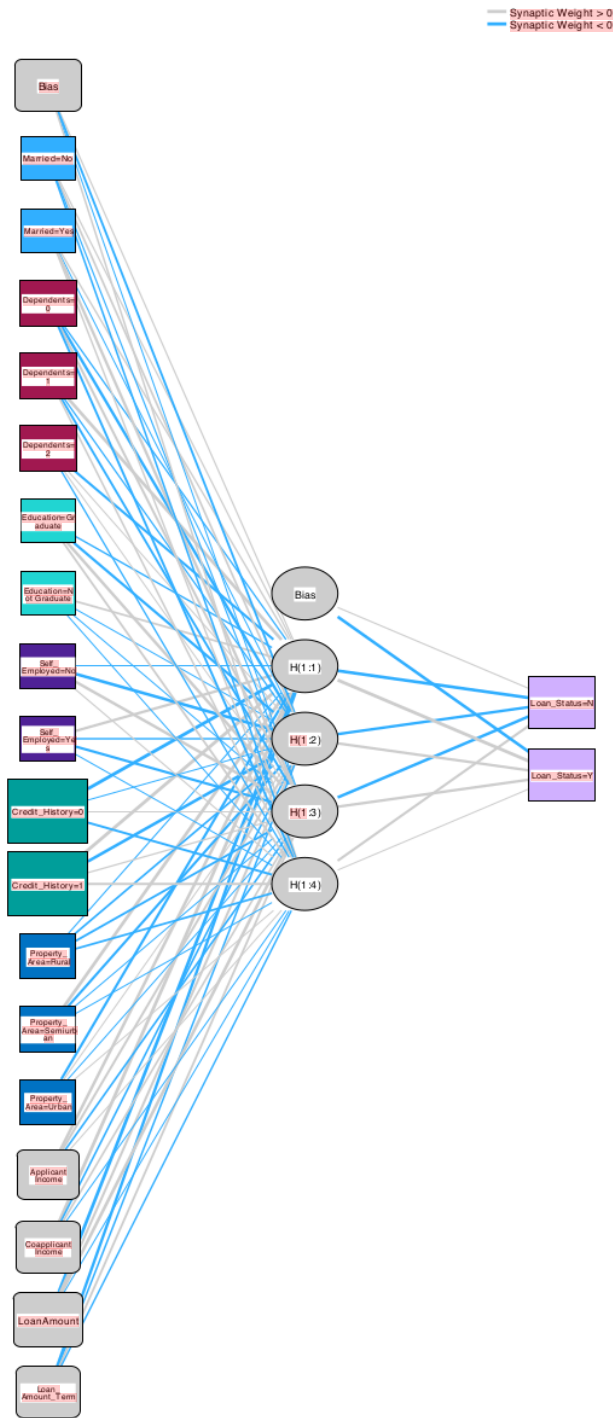 Synaptic Weight > 0
Synaptic Weight < 0
Bias
Married=No
Married=Yes
Dependents=
0
Dependents=
1
Dependents=
2
Education=Gr
aduate
Education=N
ot Graduate
Self_
Employed=No
Self_
Employed=Ye
s
Credit_History=0
Credit_History=1
Property_
Area=Rural
Property_
Area=Semiurb
an
Property_
Area=Urban
Applicant
Income
Coapplicant
Income
LoanAmount
Loan_
Amount_Term
Bias
H(1:1)
H(1:2)
H(1:3)
H(1:4)
Loan_Status=N
Loan_Status=Y